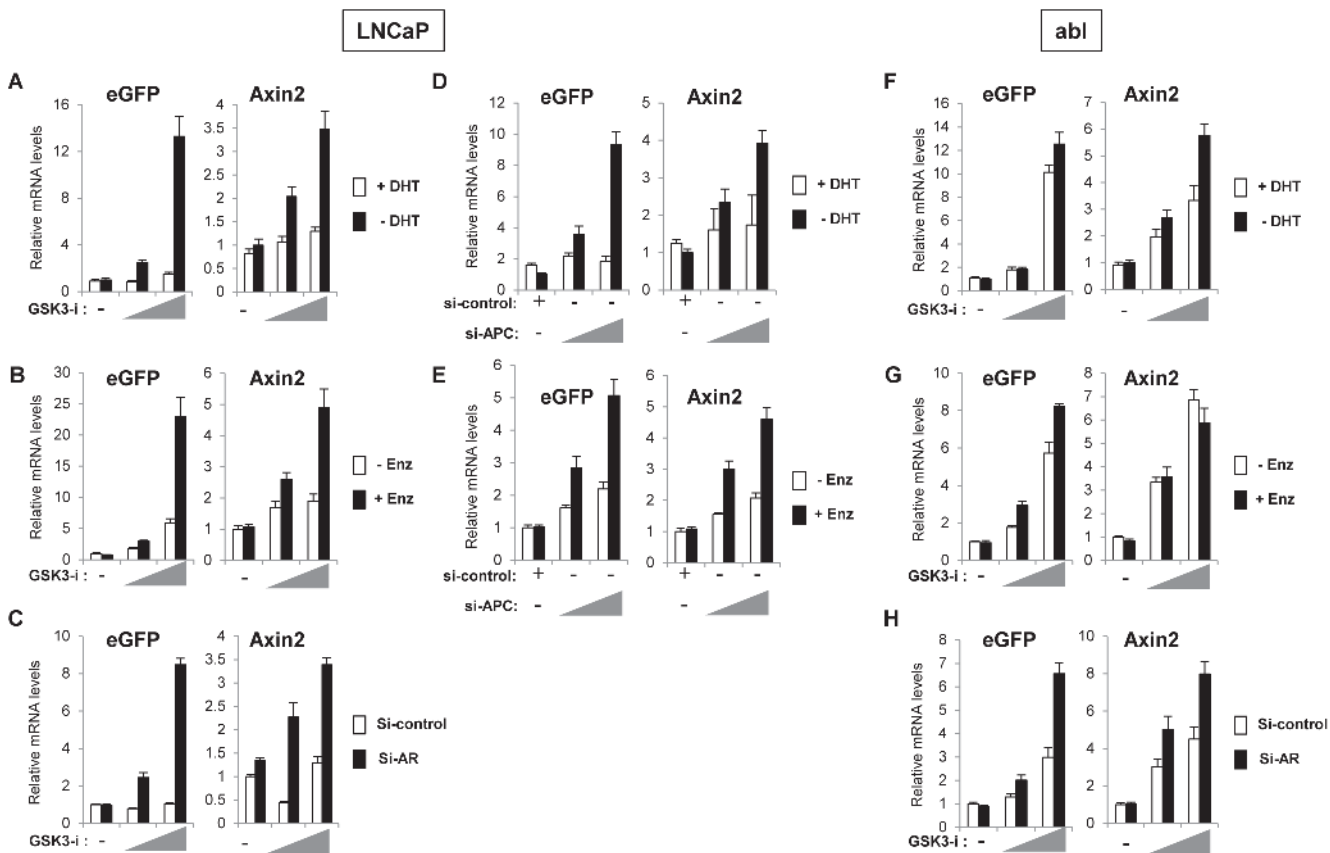 LNCaP
abl
A
eGFP
Axin2
Relative mRNA levels
16
12
8
4
0
4
3.5
3
2.5
2
1.5
1
0.5
0
+ DHT
- DHT
GSK3-i : -
-
B
eGFP
Axin2
Relative mRNA levels
30
25
20
15
10
5
0
6
5
4
3
2
1
0
- Enz
+ Enz
GSK3-i : -
-
C
eGFP
Axin2
Relative mRNA levels
10
8
6
4
2
0
4
3.5
3
2.5
2
1.5
1
0.5
0
Si-control
Si-AR
GSK3-i : -
-
D
eGFP
Axin2
Relative mRNA levels
12
10
8
6
4
2
0
5
4
3
2
1
0
+ DHT
- DHT
si-control: + - - + - -
si-APC: - -
E
eGFP
Axin2
Relative mRNA levels
6
5
4
3
2
1
0
6
5
4
3
2
1
0
- Enz
+ Enz
si-control: + - - + - -
si-APC: - -
F
eGFP
Axin2
Relative mRNA levels
16
14
12
10
8
6
4
2
0
7
6
5
4
3
2
1
0
+ DHT
- DHT
GSK3-i : -
-
G
eGFP
Axin2
Relative mRNA levels
10
8
6
4
2
0
8
7
6
5
4
3
2
1
0
- Enz
+ Enz
GSK3-i : -
-
H
eGFP
Axin2
Relative mRNA levels
8
7
6
5
4
3
2
1
0
10
8
6
4
2
0
Si-control
Si-AR
GSK3-i : -
-